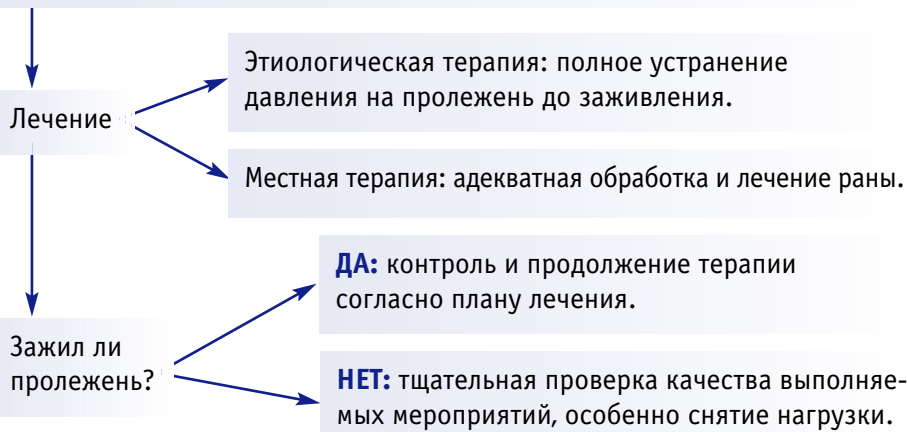 Этиологическая терапия: полное устранение
давления на пролежень до заживления.
Лечение
Местная терапия: адекватная обработка и лечение раны.
ДА: контроль и продолжение терапии
согласно плану лечения.
Зажил ли
пролежень?
НЕТ: тщательная проверка качества выполняе-
мых мероприятий, особенно снятие нагрузки.